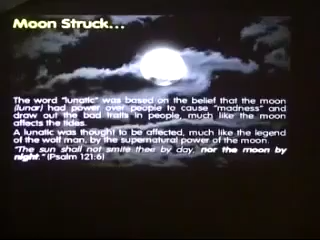 Moon Struck...
The word "lunatic" was based on the belief that the moon
(lunar) had power over people to cause "madness" and
draw out the bad traits in people, much like the moon
affects the tides.
A lunatic was thought to be affected, much like the legend
of the wolf man, by the supernatural power of the moon.
"The sun shall not smite thee by day, nor the moon by
night." (Psalm 121:6)